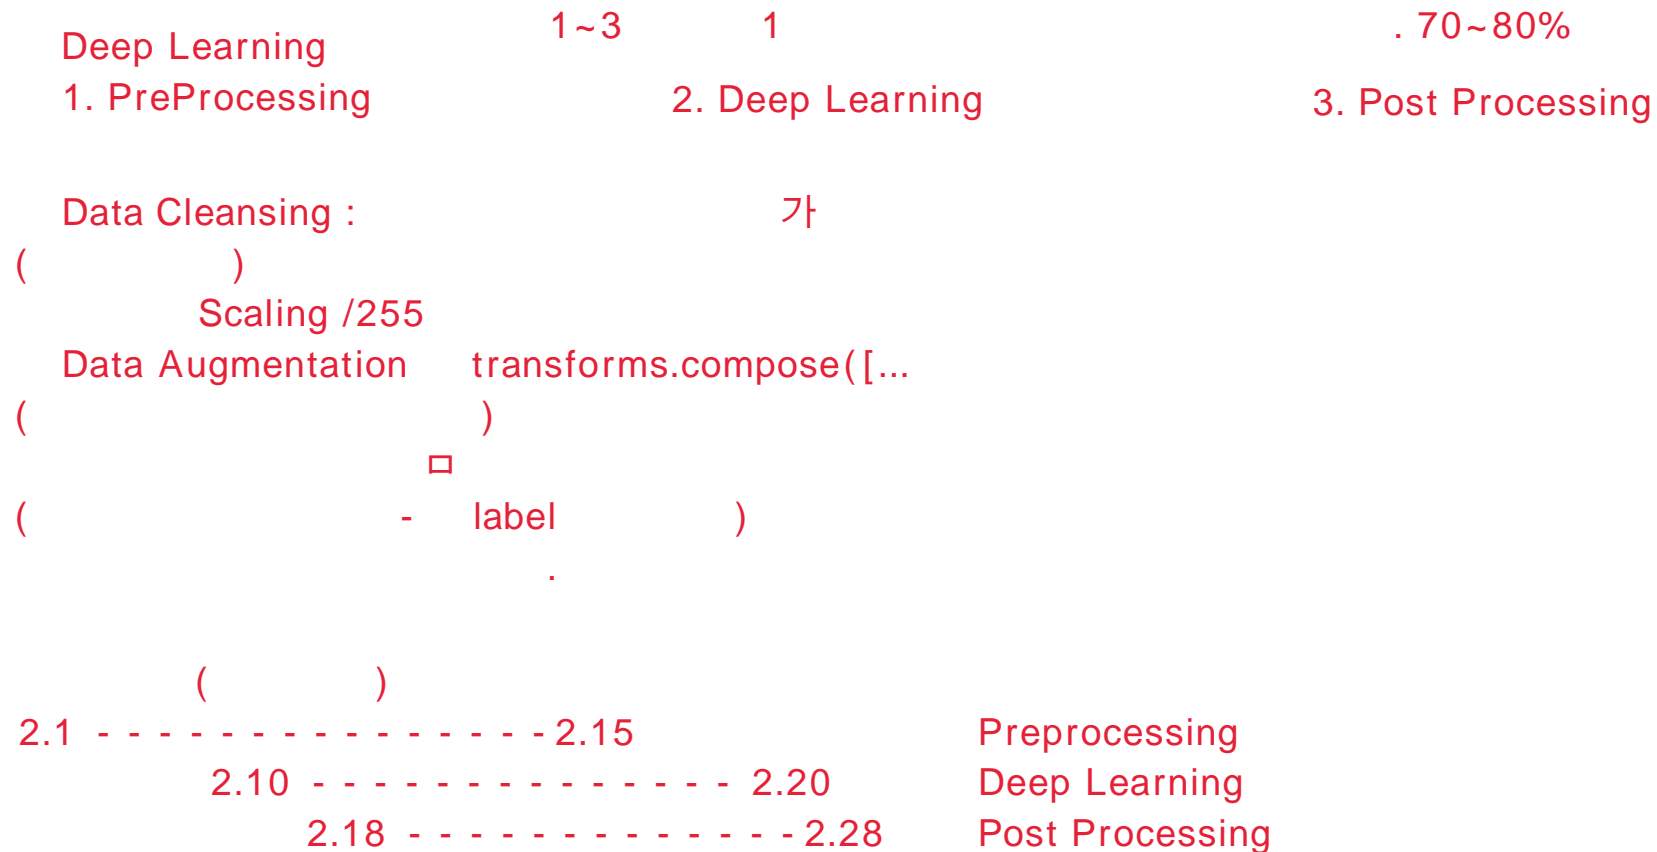 Deep Learning 1~3 1 . 70~80%
1. PreProcessing 2. Deep Learning 3. Post Processing
Data Cleansing : 가
( )
Scaling /255
Data Augmentation transforms.compose([...
( )
ㅁ
( - label )
.
( )
2.1 - - - - - - - - - - - - - - - 2.15 Preprocessing
2.10 - - - - - - - - - - - - - - 2.20 Deep Learning
2.18 - - - - - - - - - - - - - 2.28 Post Processing